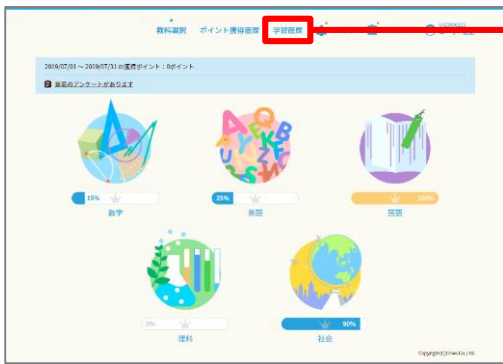 教科選択 ポイント獲得履歴 学習履歴
2019/07/01～2019/07/31 の獲得ポイント：0ポイント
新着のアンケートがあります
15%
数学
25%
英語
100%
国語
0%
理科
90%
社会